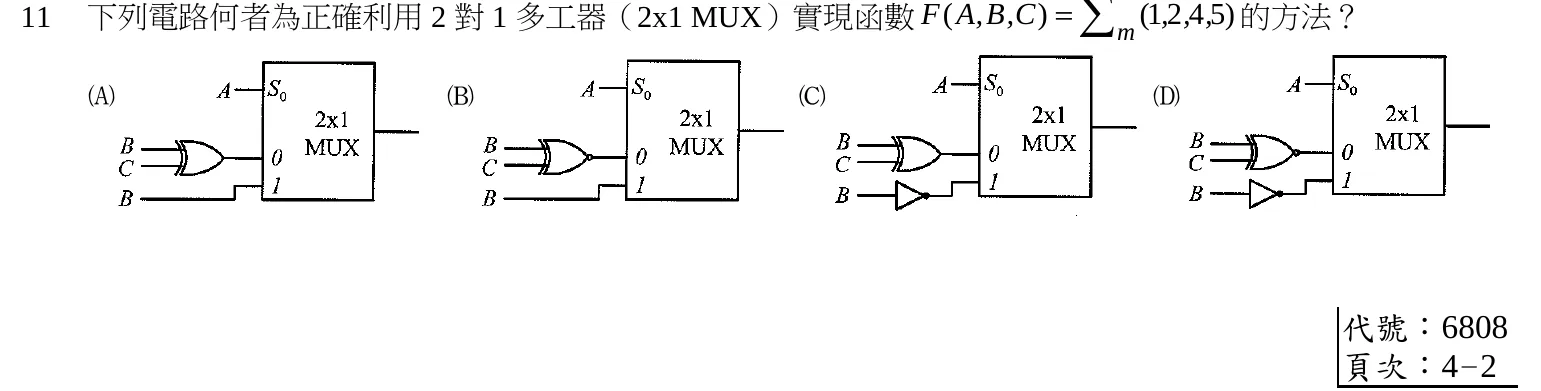 11 下列電路何者為正確利用 2 對 1 多工器（2x1 MUX）實現函數 F(A,B,C) = ∑m (1,2,4,5) 的方法？
(A) A S0 2x1 MUX B C 0 B 1
(B) A S0 2x1 MUX B C 0 B 1
(C) A S0 2x1 MUX B C 0 B 1
(D) A S0 2x1 MUX B C 0 B 1
代號：6808
頁次：4−2